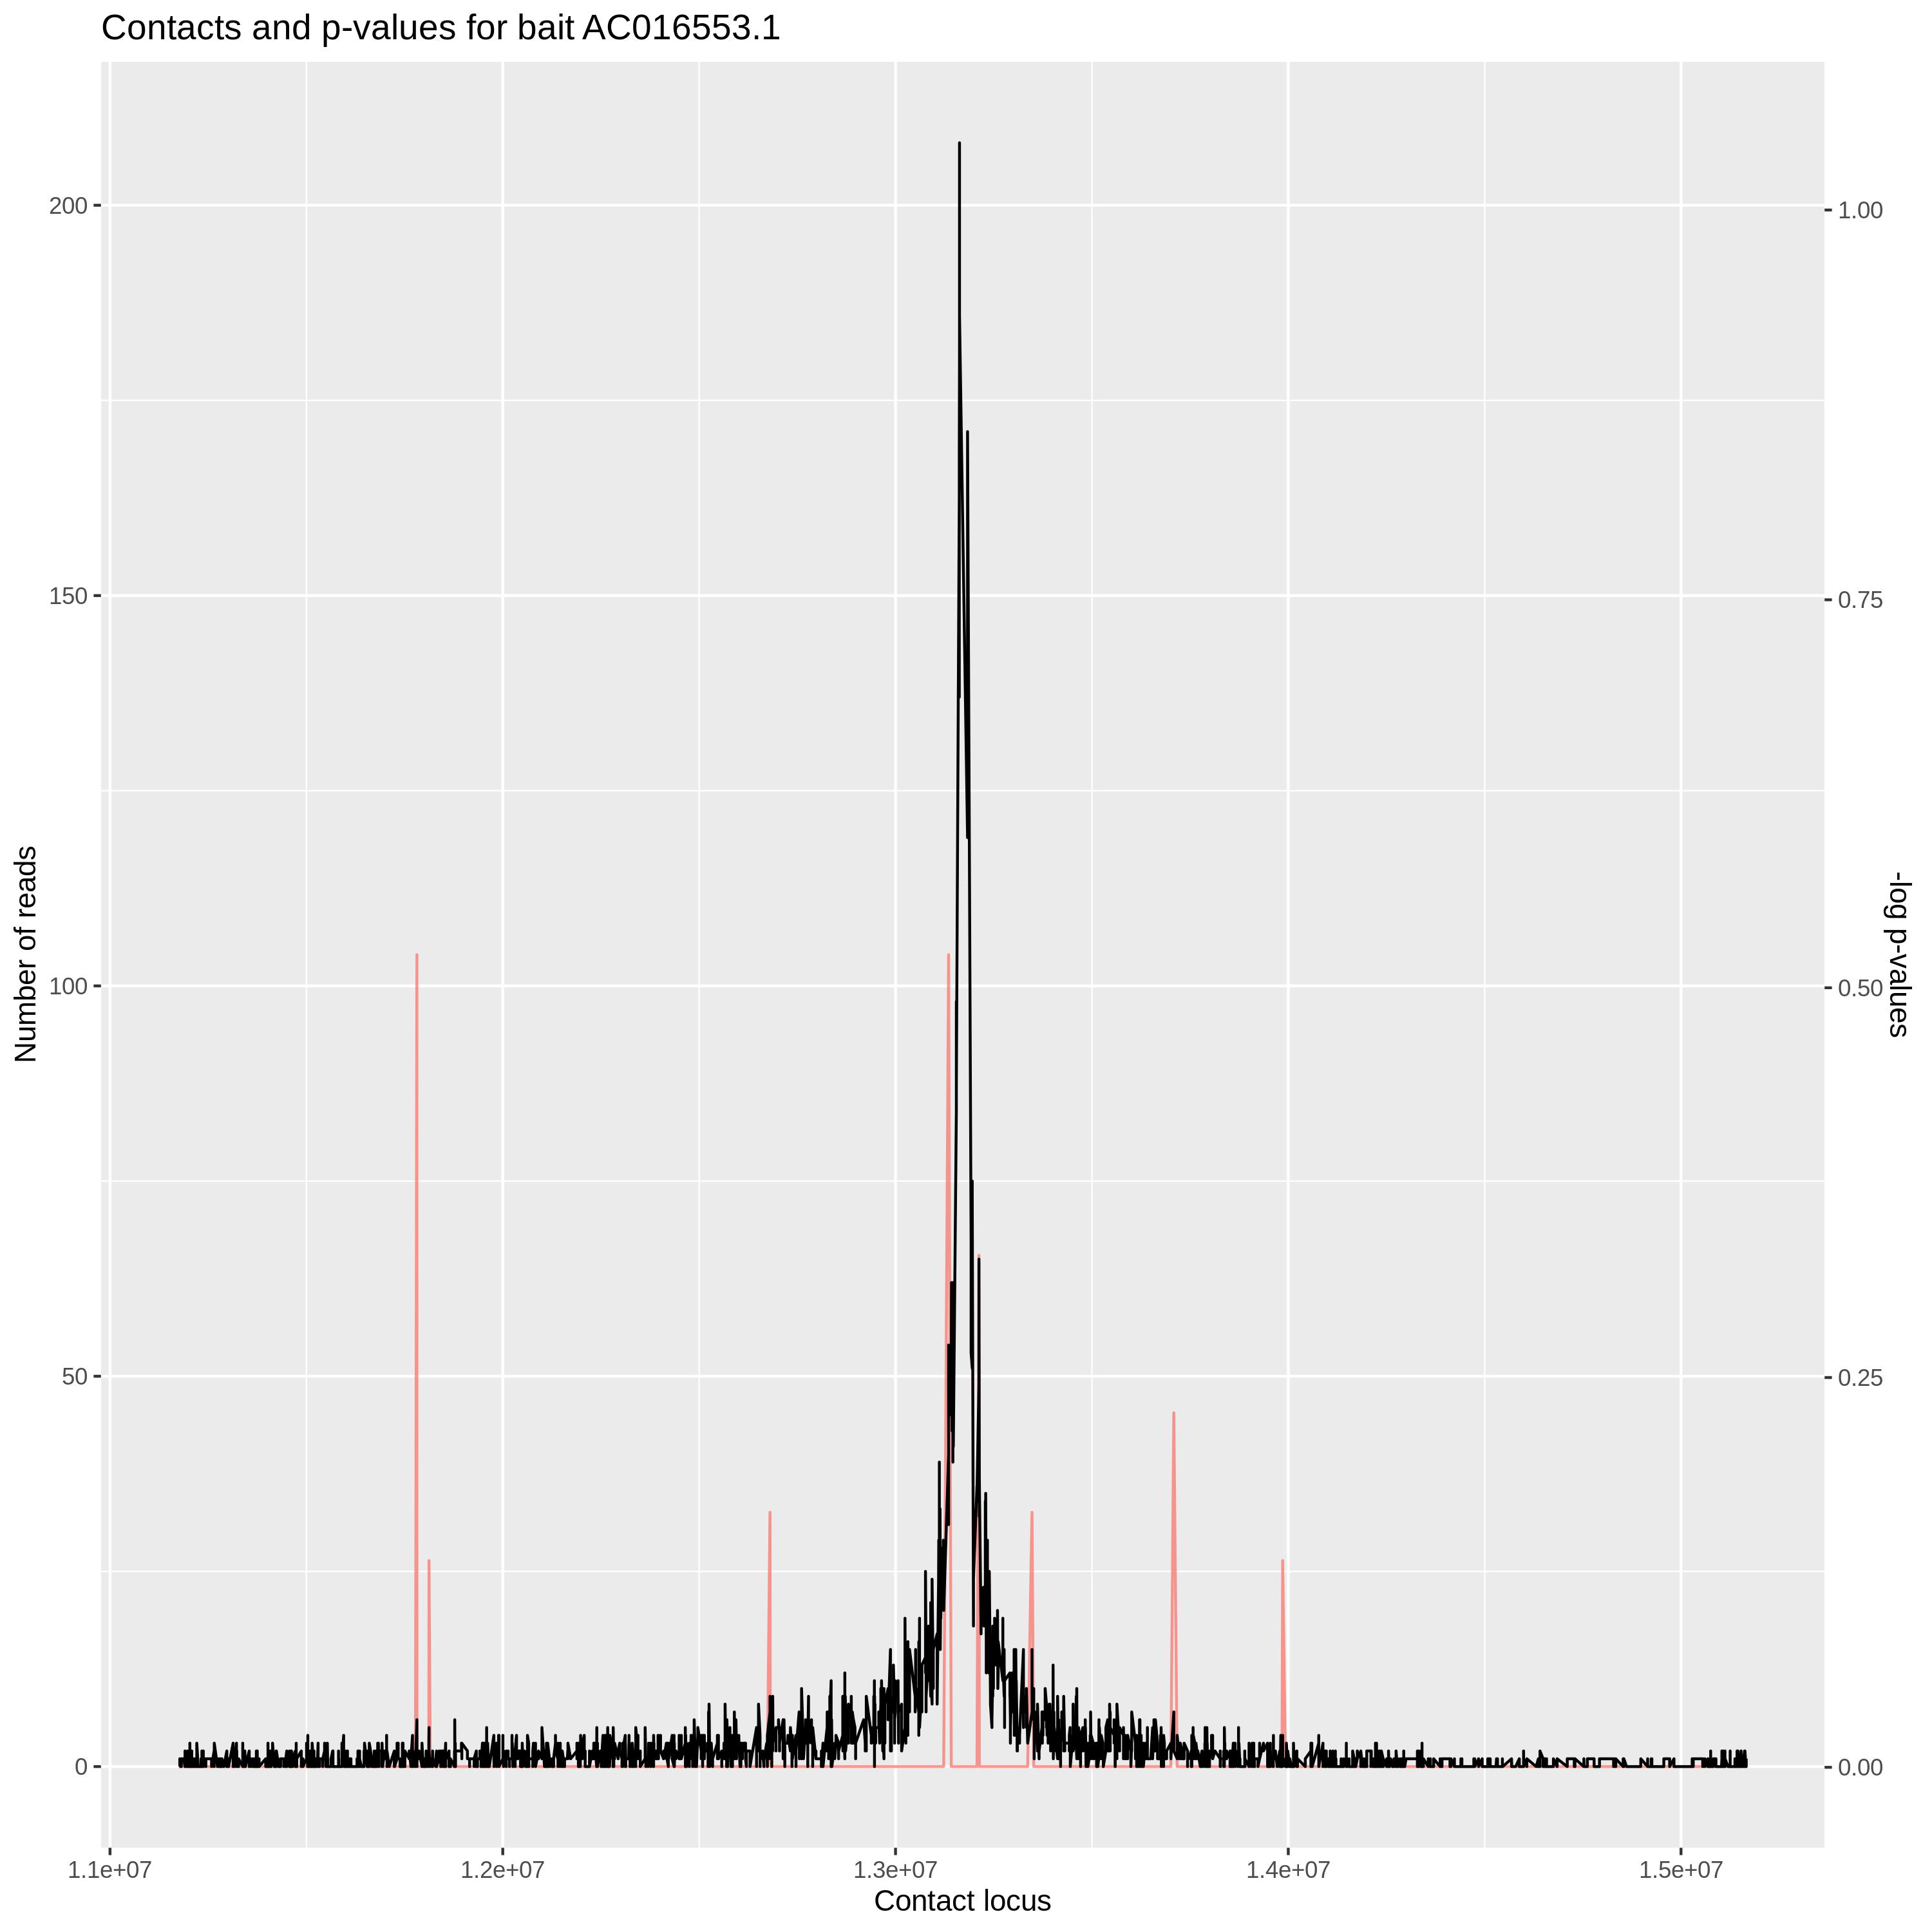 Contacts and p-values for bait AC016553.1
200
150
100
50
0
1.00
0.75
0.50
0.25
0.00
Number of reads
-log p-values
1.1e+07
1.2e+07
1.3e+07
1.4e+07
1.5e+07
Contact locus